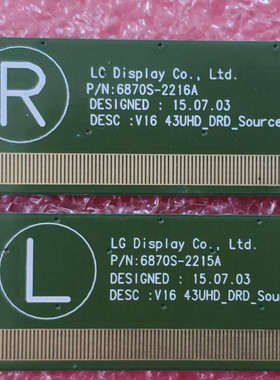 R
LG Display Co., Ltd.
P/N:6870S-2216A
DESIGNED : 15.07.03
DESC :V16 43UHD_DRD_Source
L
LG Display Co., Ltd.
P/N:6870S-2215A
DESIGNED : 15.07.03
DESC :V16 43UHD_DRD_Sou